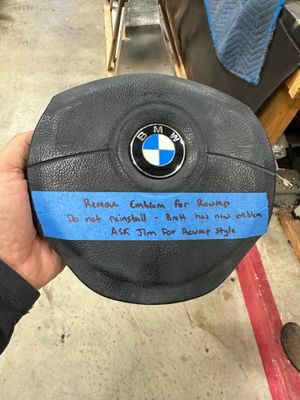 BMW
Remove Emblem for Rewrap
Do not reinstall - Brett has new emblem
ASK Jim For Rewrap Style